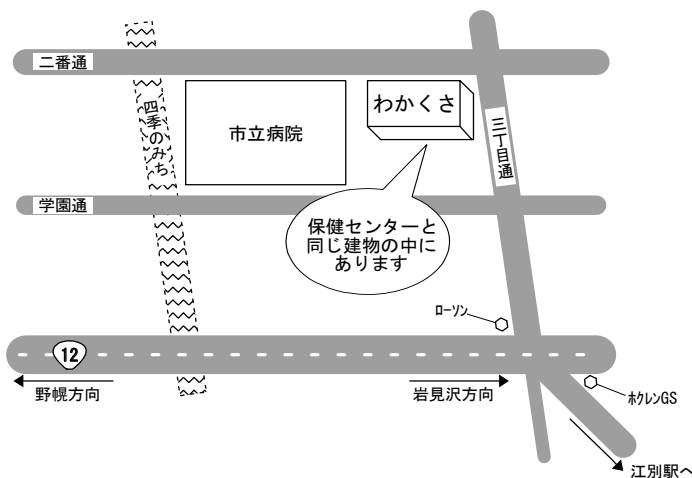 二番通
四季のみち
市立病院
わかくさ
三丁目通
学園通
保健センターと
同じ建物の中に
あります
ﾛｰｿﾝ
12
野幌方向
岩見沢方向
ﾎｸﾚﾝGS
江別駅へ